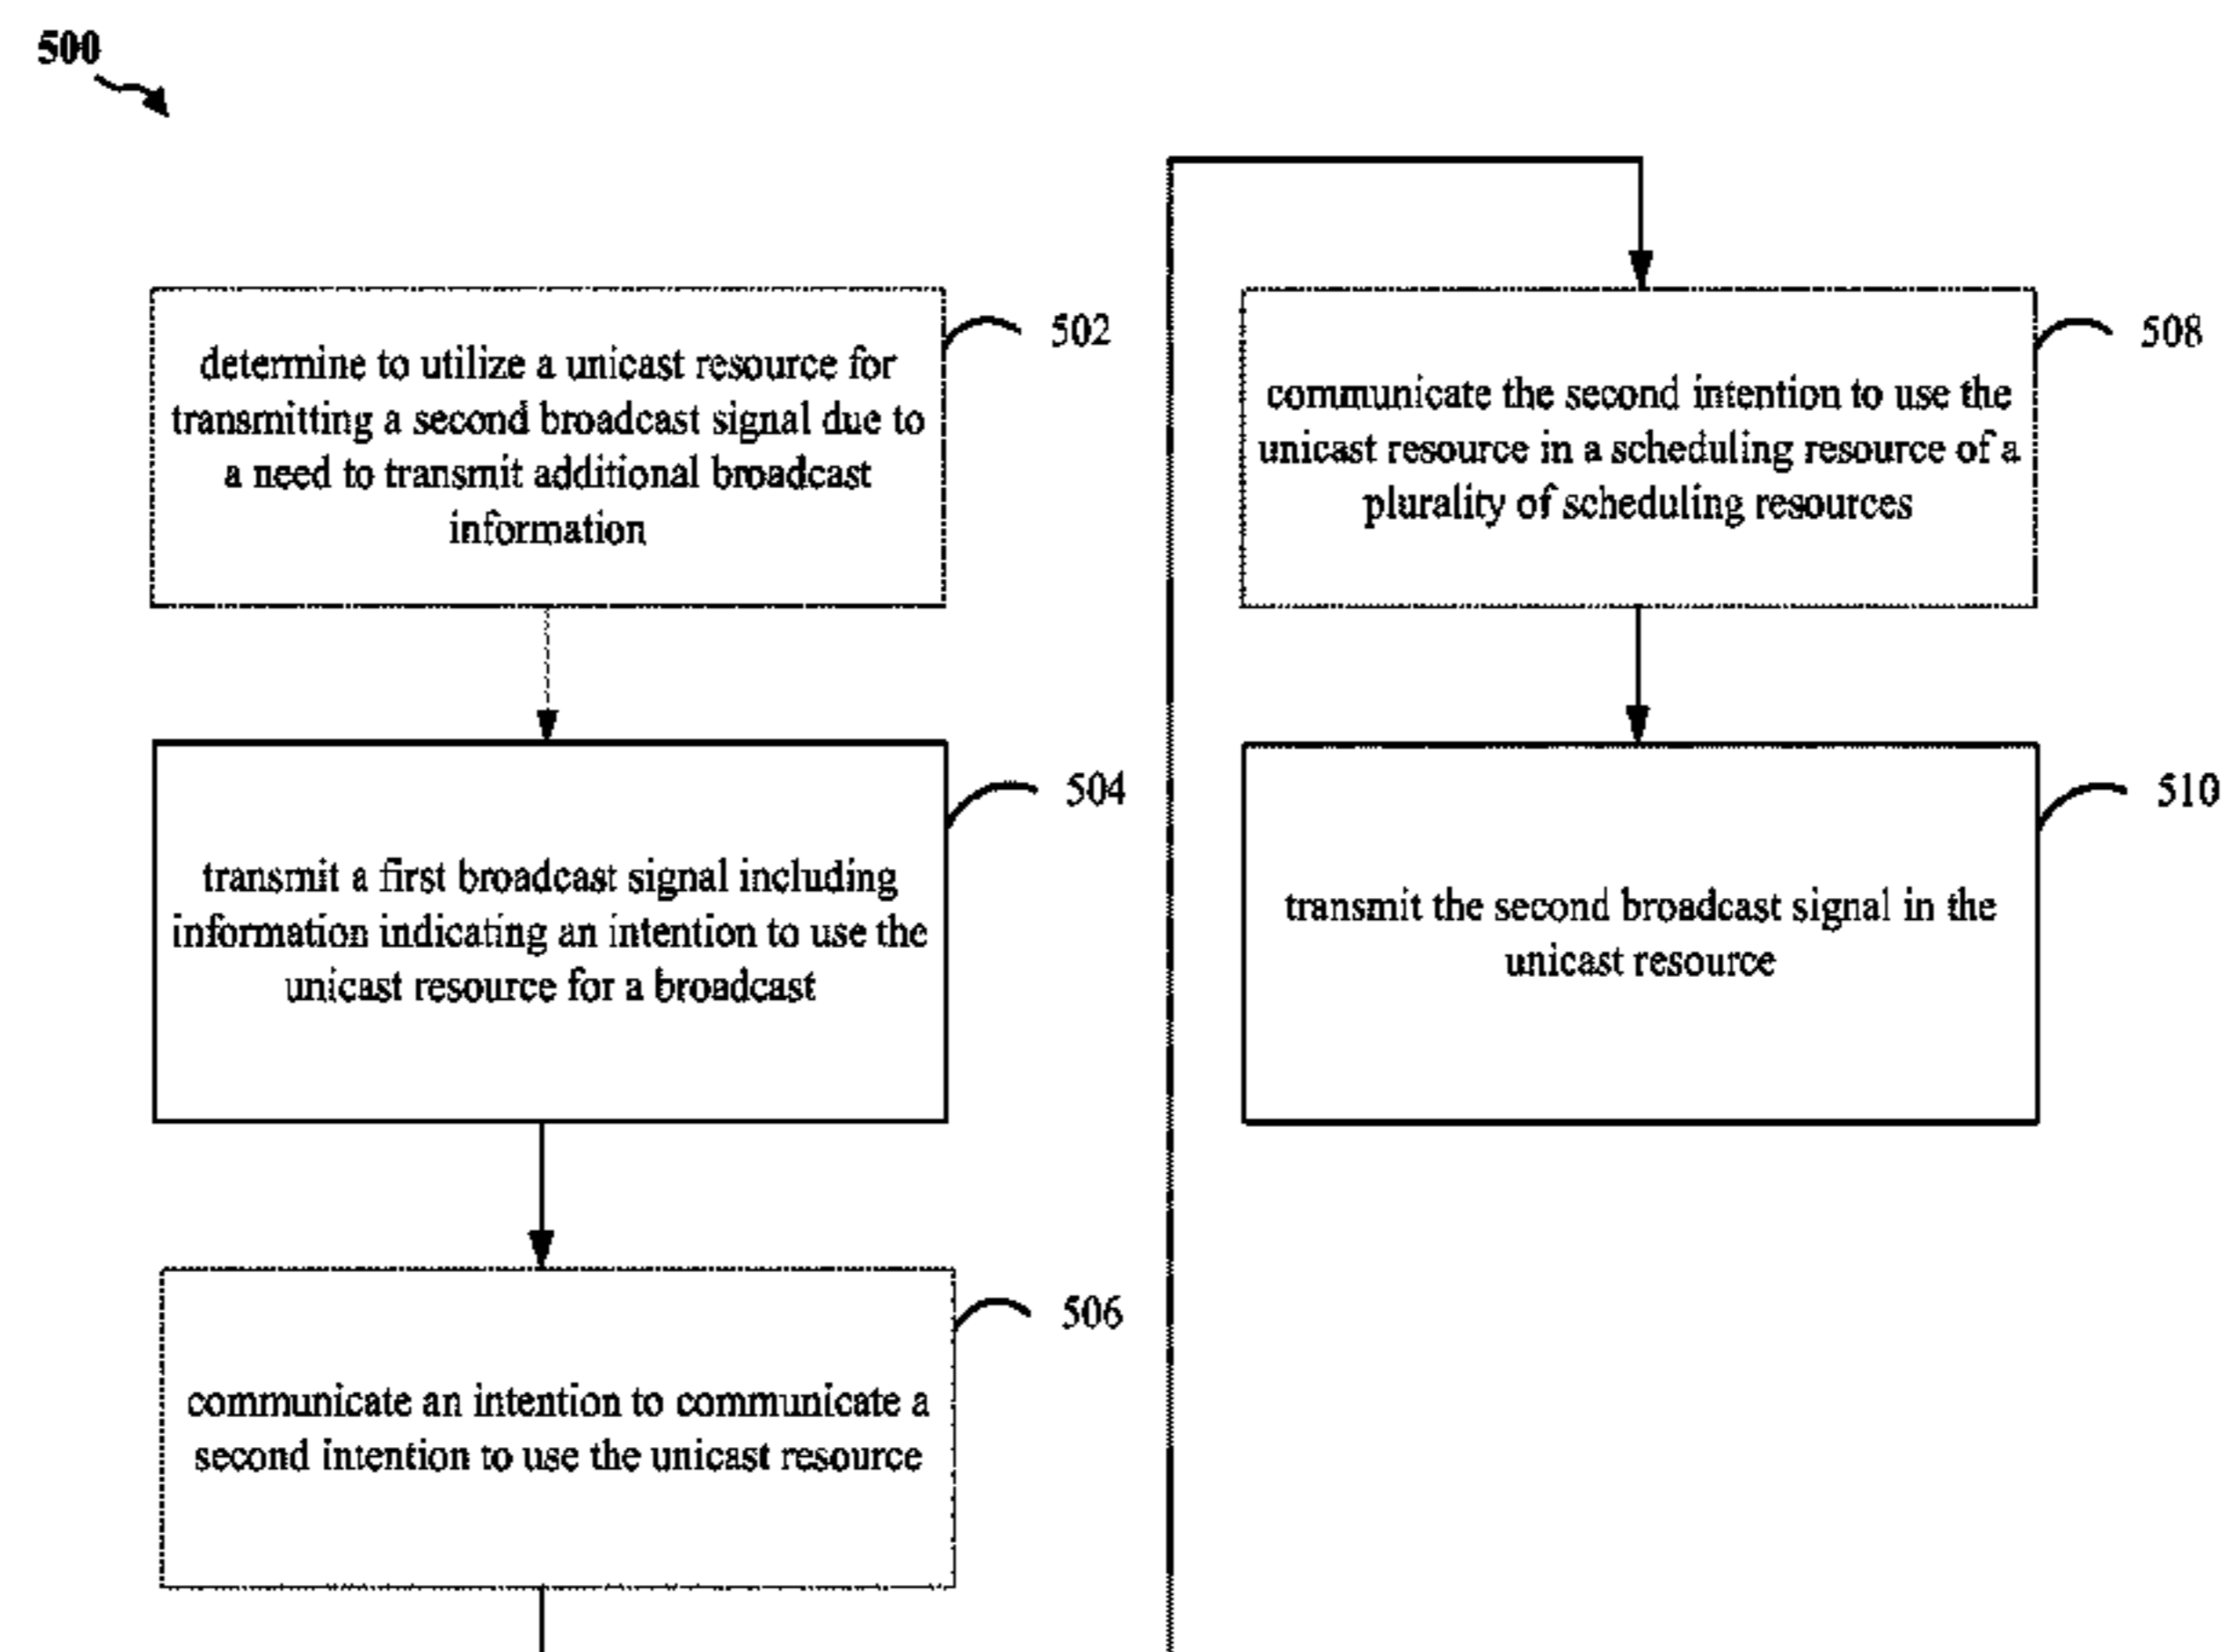 500
502
determine to utilize a unicast resource for
transmitting a second broadcast signal due to
a need to transmit additional broadcast
information
504
transmit a first broadcast signal including
information indicating an intention to use the
unicast resource for a broadcast
506
communicate an intention to communicate a
second intention to use the unicast resource
508
communicate the second intention to use the
unicast resource in a scheduling resource of a
plurality of scheduling resources
510
transmit the second broadcast signal in the
unicast resource